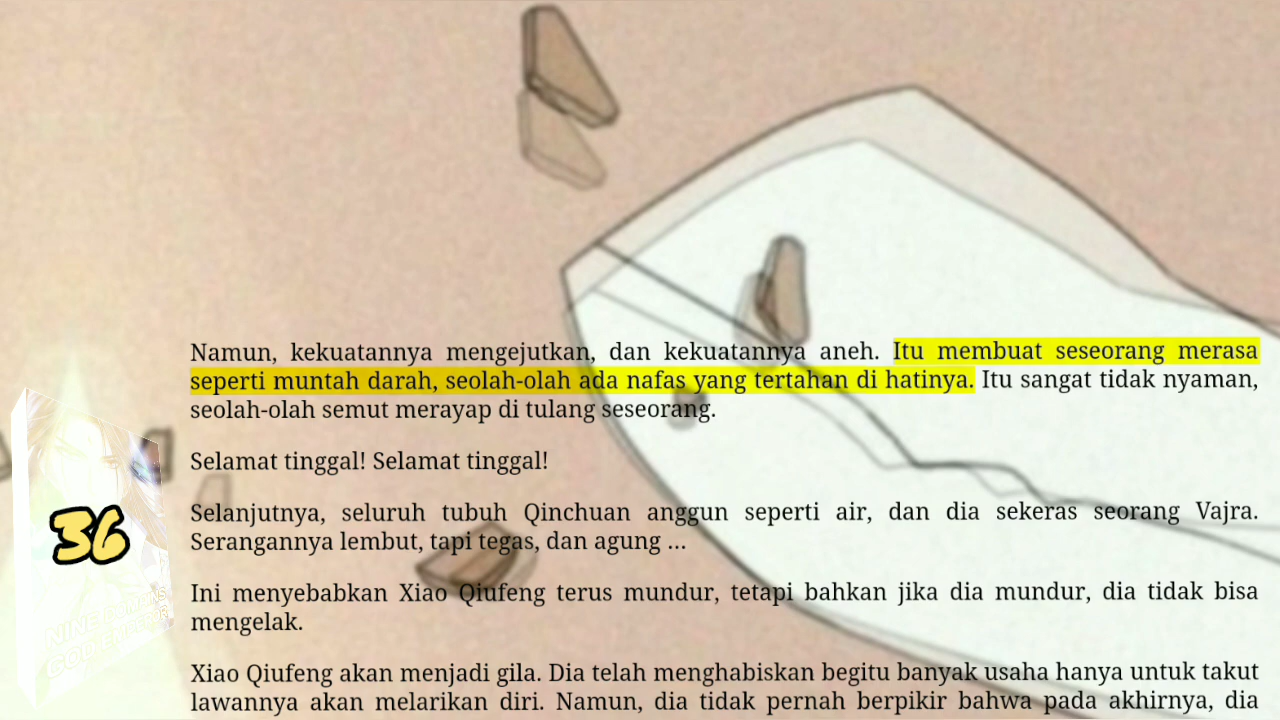 Namun, kekuatannya mengejutkan, dan kekuatannya aneh. Itu membuat seseorang merasa
seperti muntah darah, seolah-olah ada nafas yang tertahan di hatinya. Itu sangat tidak nyaman,
seolah-olah semut merayap di tulang seseorang.
Selamat tinggal! Selamat tinggal!
Selanjutnya, seluruh tubuh Qinchuan anggun seperti air, dan dia sekeras seorang Vajra.
Serangannya lembut, tapi tegas, dan agung ...
Ini menyebabkan Xiao Qiufeng terus mundur, tetapi bahkan jika dia mundur, dia tidak bisa
mengelak.
Xiao Qiufeng akan menjadi gila. Dia telah menghabiskan begitu banyak usaha hanya untuk takut
lawannya akan melarikan diri. Namun, dia tidak pernah berpikir bahwa pada akhirnya, dia
36
NINE
GOD EMPEROR